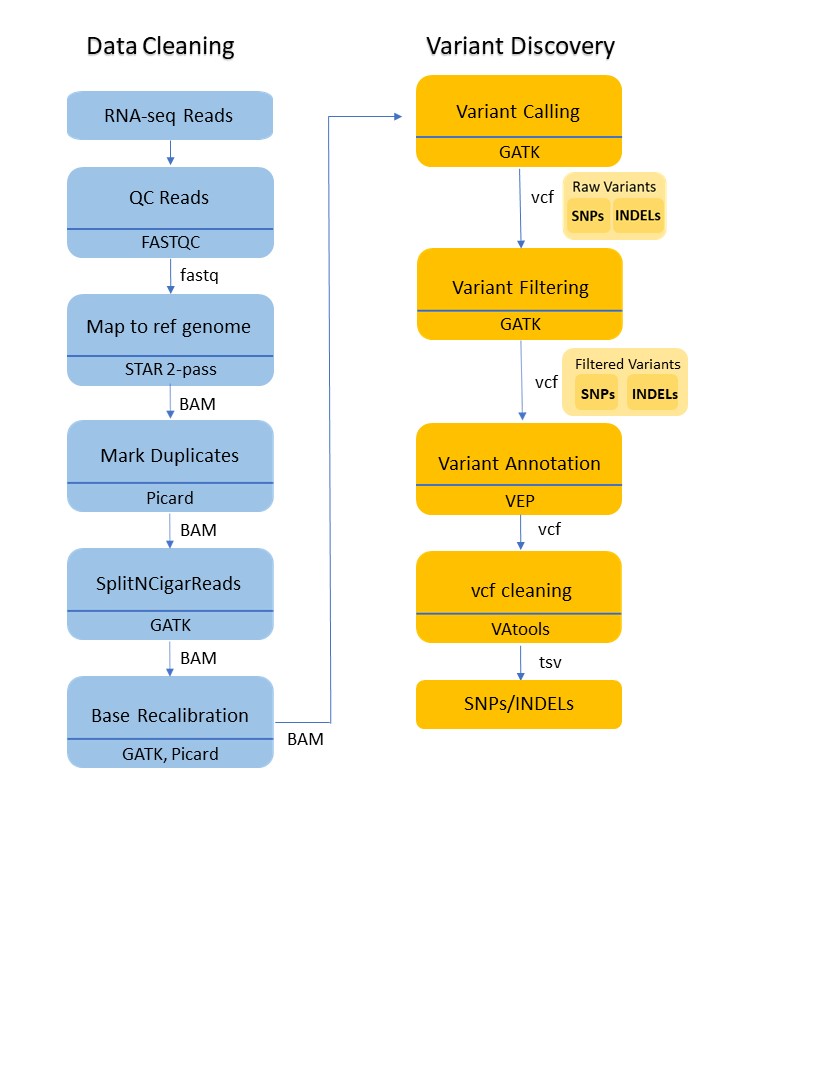 Data Cleaning
RNA-seq Reads
QC Reads
FASTQC
fastq
Map to ref genome
STAR 2-pass
BAM
Mark Duplicates
Picard
BAM
SplitNCigarReads
GATK
BAM
Base Recalibration
GATK, Picard
BAM
Variant Discovery
Variant Calling
GATK
vcf
Raw Variants
SNPs INDELs
Variant Filtering
GATK
vcf
Filtered Variants
SNPs INDELs
Variant Annotation
VEP
vcf
vcf cleaning
VAtools
tsv
SNPs/INDELs